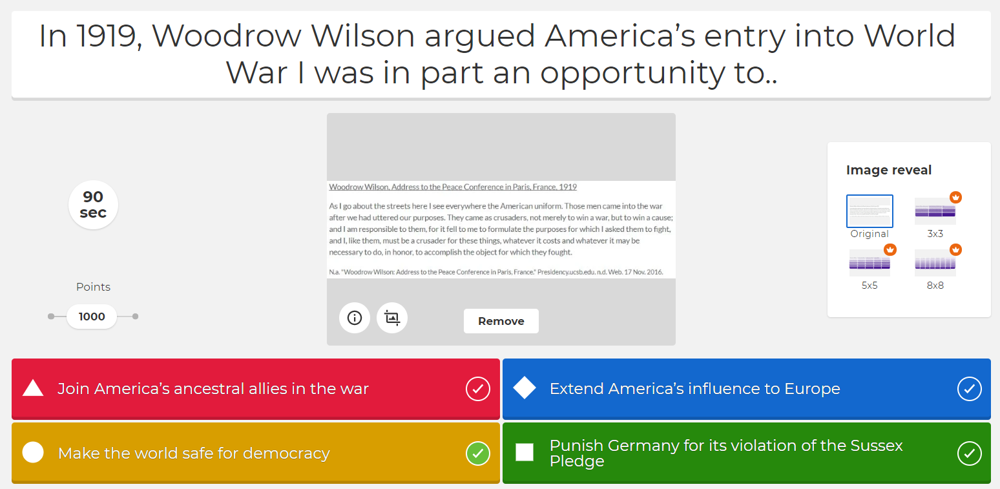 In 1919, Woodrow Wilson argued America’s entry into World
War I was in part an opportunity to..
90
sec
Points
1000
Woodrow Wilson, Address to the Peace Conference in Paris, France, 1919
As I go about the streets here I see everywhere the American uniform. Those men came into the war
after we had uttered our purposes. They came as crusaders, not merely to win a war, but to win a cause;
and I am responsible to them, for it fell to me to formulate the purposes for which I asked them to fight,
and I, like them, must be a crusader for these things, whatever it costs and whatever it may be
necessary to do, in honor, to accomplish the object for which they fought.
N.a. "Woodrow Wilson: Address to the Peace Conference in Paris, France." Presidency.ucsb.edu, n.d, Web. 17 Nov. 2016.
Remove
Image reveal
Original
3x3
5x5
8x8
Join America’s ancestral allies in the war
Extend America’s influence to Europe
Make the world safe for democracy
Punish Germany for its violation of the Sussex
Pledge